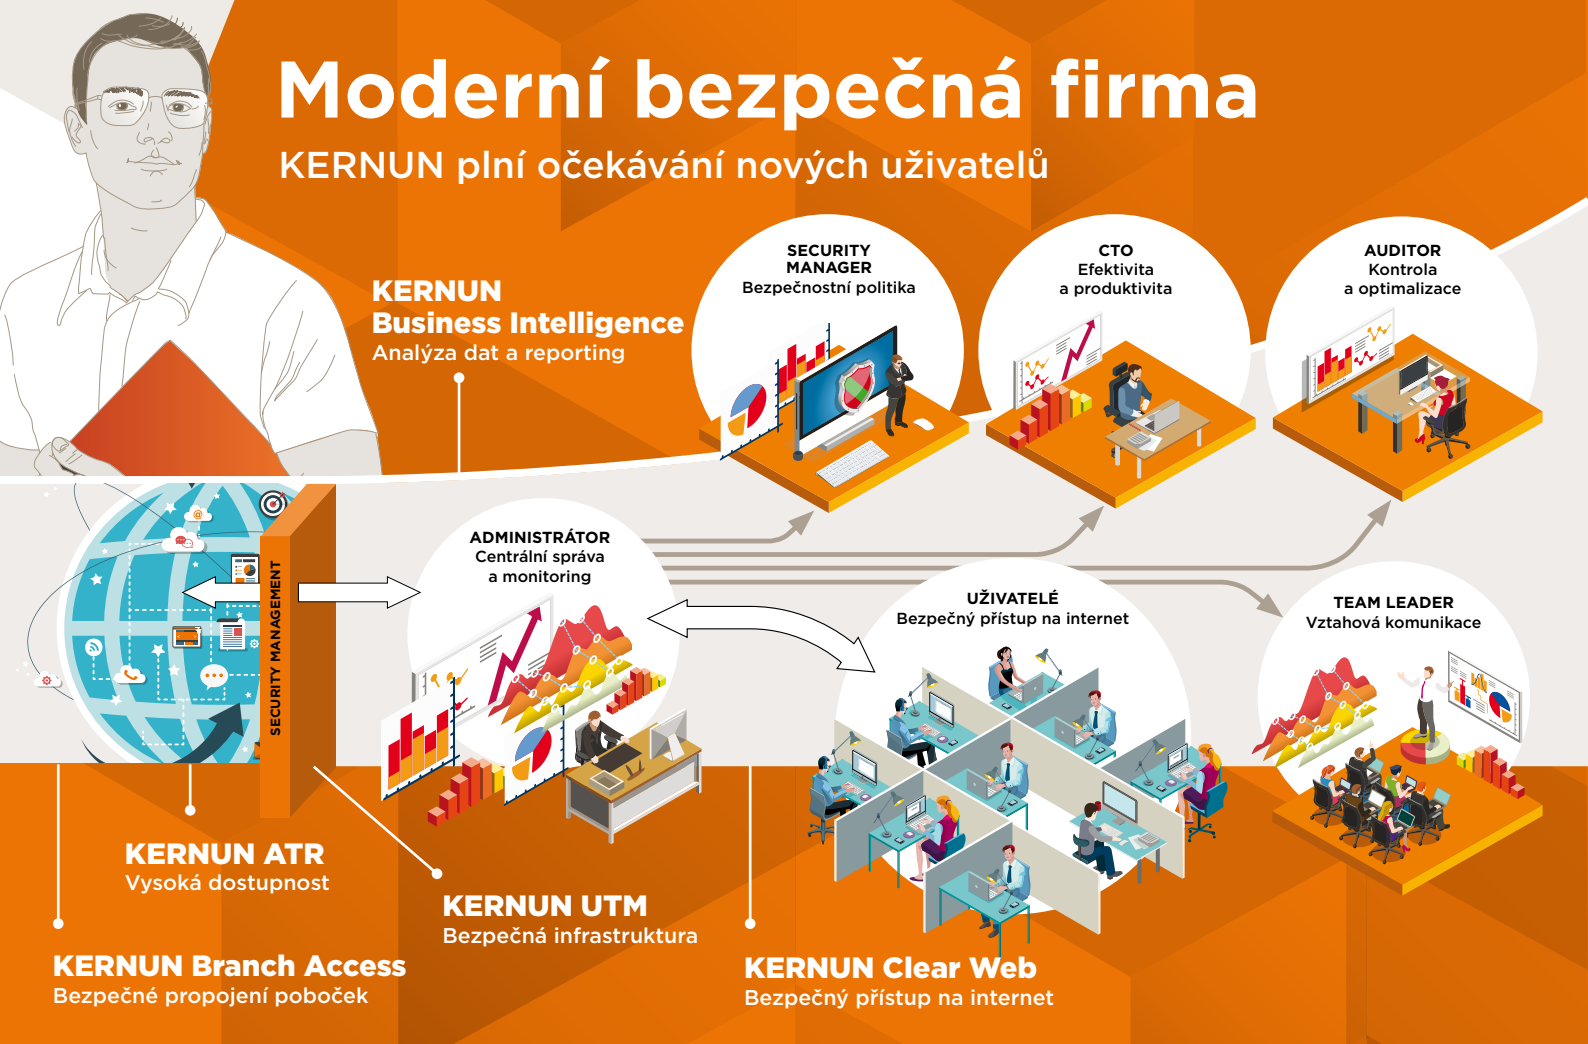 Moderní bezpečná firma
KERNUN plní očekávání nových uživatelů
KERNUN
Business Intelligence
Analýza dat a reporting
SECURITY
MANAGER
Bezpečnostní politika
CTO
Efektivita
a produktivita
AUDITOR
Kontrola
a optimalizace
SECURITY MANAGEMENT
ADMINISTRÁTOR
Centrální správa
a monitoring
UŽIVATELÉ
Bezpečný přístup na internet
TEAM LEADER
Vztahová komunikace
KERNUN ATR
Vysoká dostupnost
KERNUN UTM
Bezpečná infrastruktura
KERNUN Branch Access
Bezpečné propojení poboček
KERNUN Clear Web
Bezpečný přístup na internet